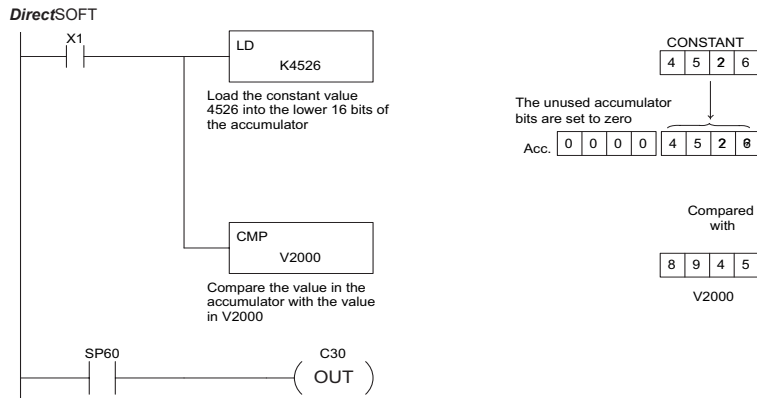 DirectSOFT
X1
LD
K4526
Load the constant value
4526 into the lower 16 bits of
the accumulator
CMP
V2000
Compare the value in the
accumulator with the value
in V2000
SP60
C30
OUT
CONSTANT
4 5 2 6
The unused accumulator
bits are set to zero
Acc. 0 0 0 0 4 5 2
Compared
with
8 9 4 5
V2000